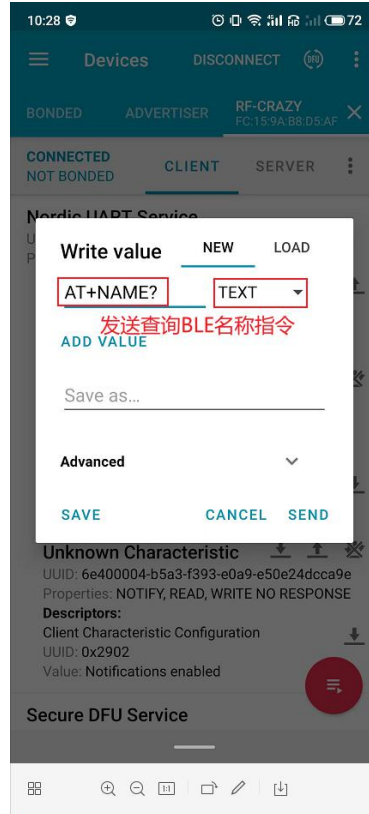 10:28
72
Devices
DISCONNECT
DFU
BONDED
ADVERTISER
RF-CRAZY
FC:15:9A:B8:D5:AF
CONNECTED
NOT BONDED
CLIENT
SERVER
Nordic UART Service
U
P
Write value
NEW
LOAD
AT+NAME?
TEXT
发送查询BLE名称指令
ADD VALUE
Save as...
Advanced
SAVE
CANCEL
SEND
Unknown Characteristic
UUID: 6e400004-b5a3-f393-e0a9-e50e24dcca9e
Properties: NOTIFY, READ, WRITE NO RESPONSE
Descriptors:
Client Characteristic Configuration
UUID: 0x2902
Value: Notifications enabled
Secure DFU Service
1:1